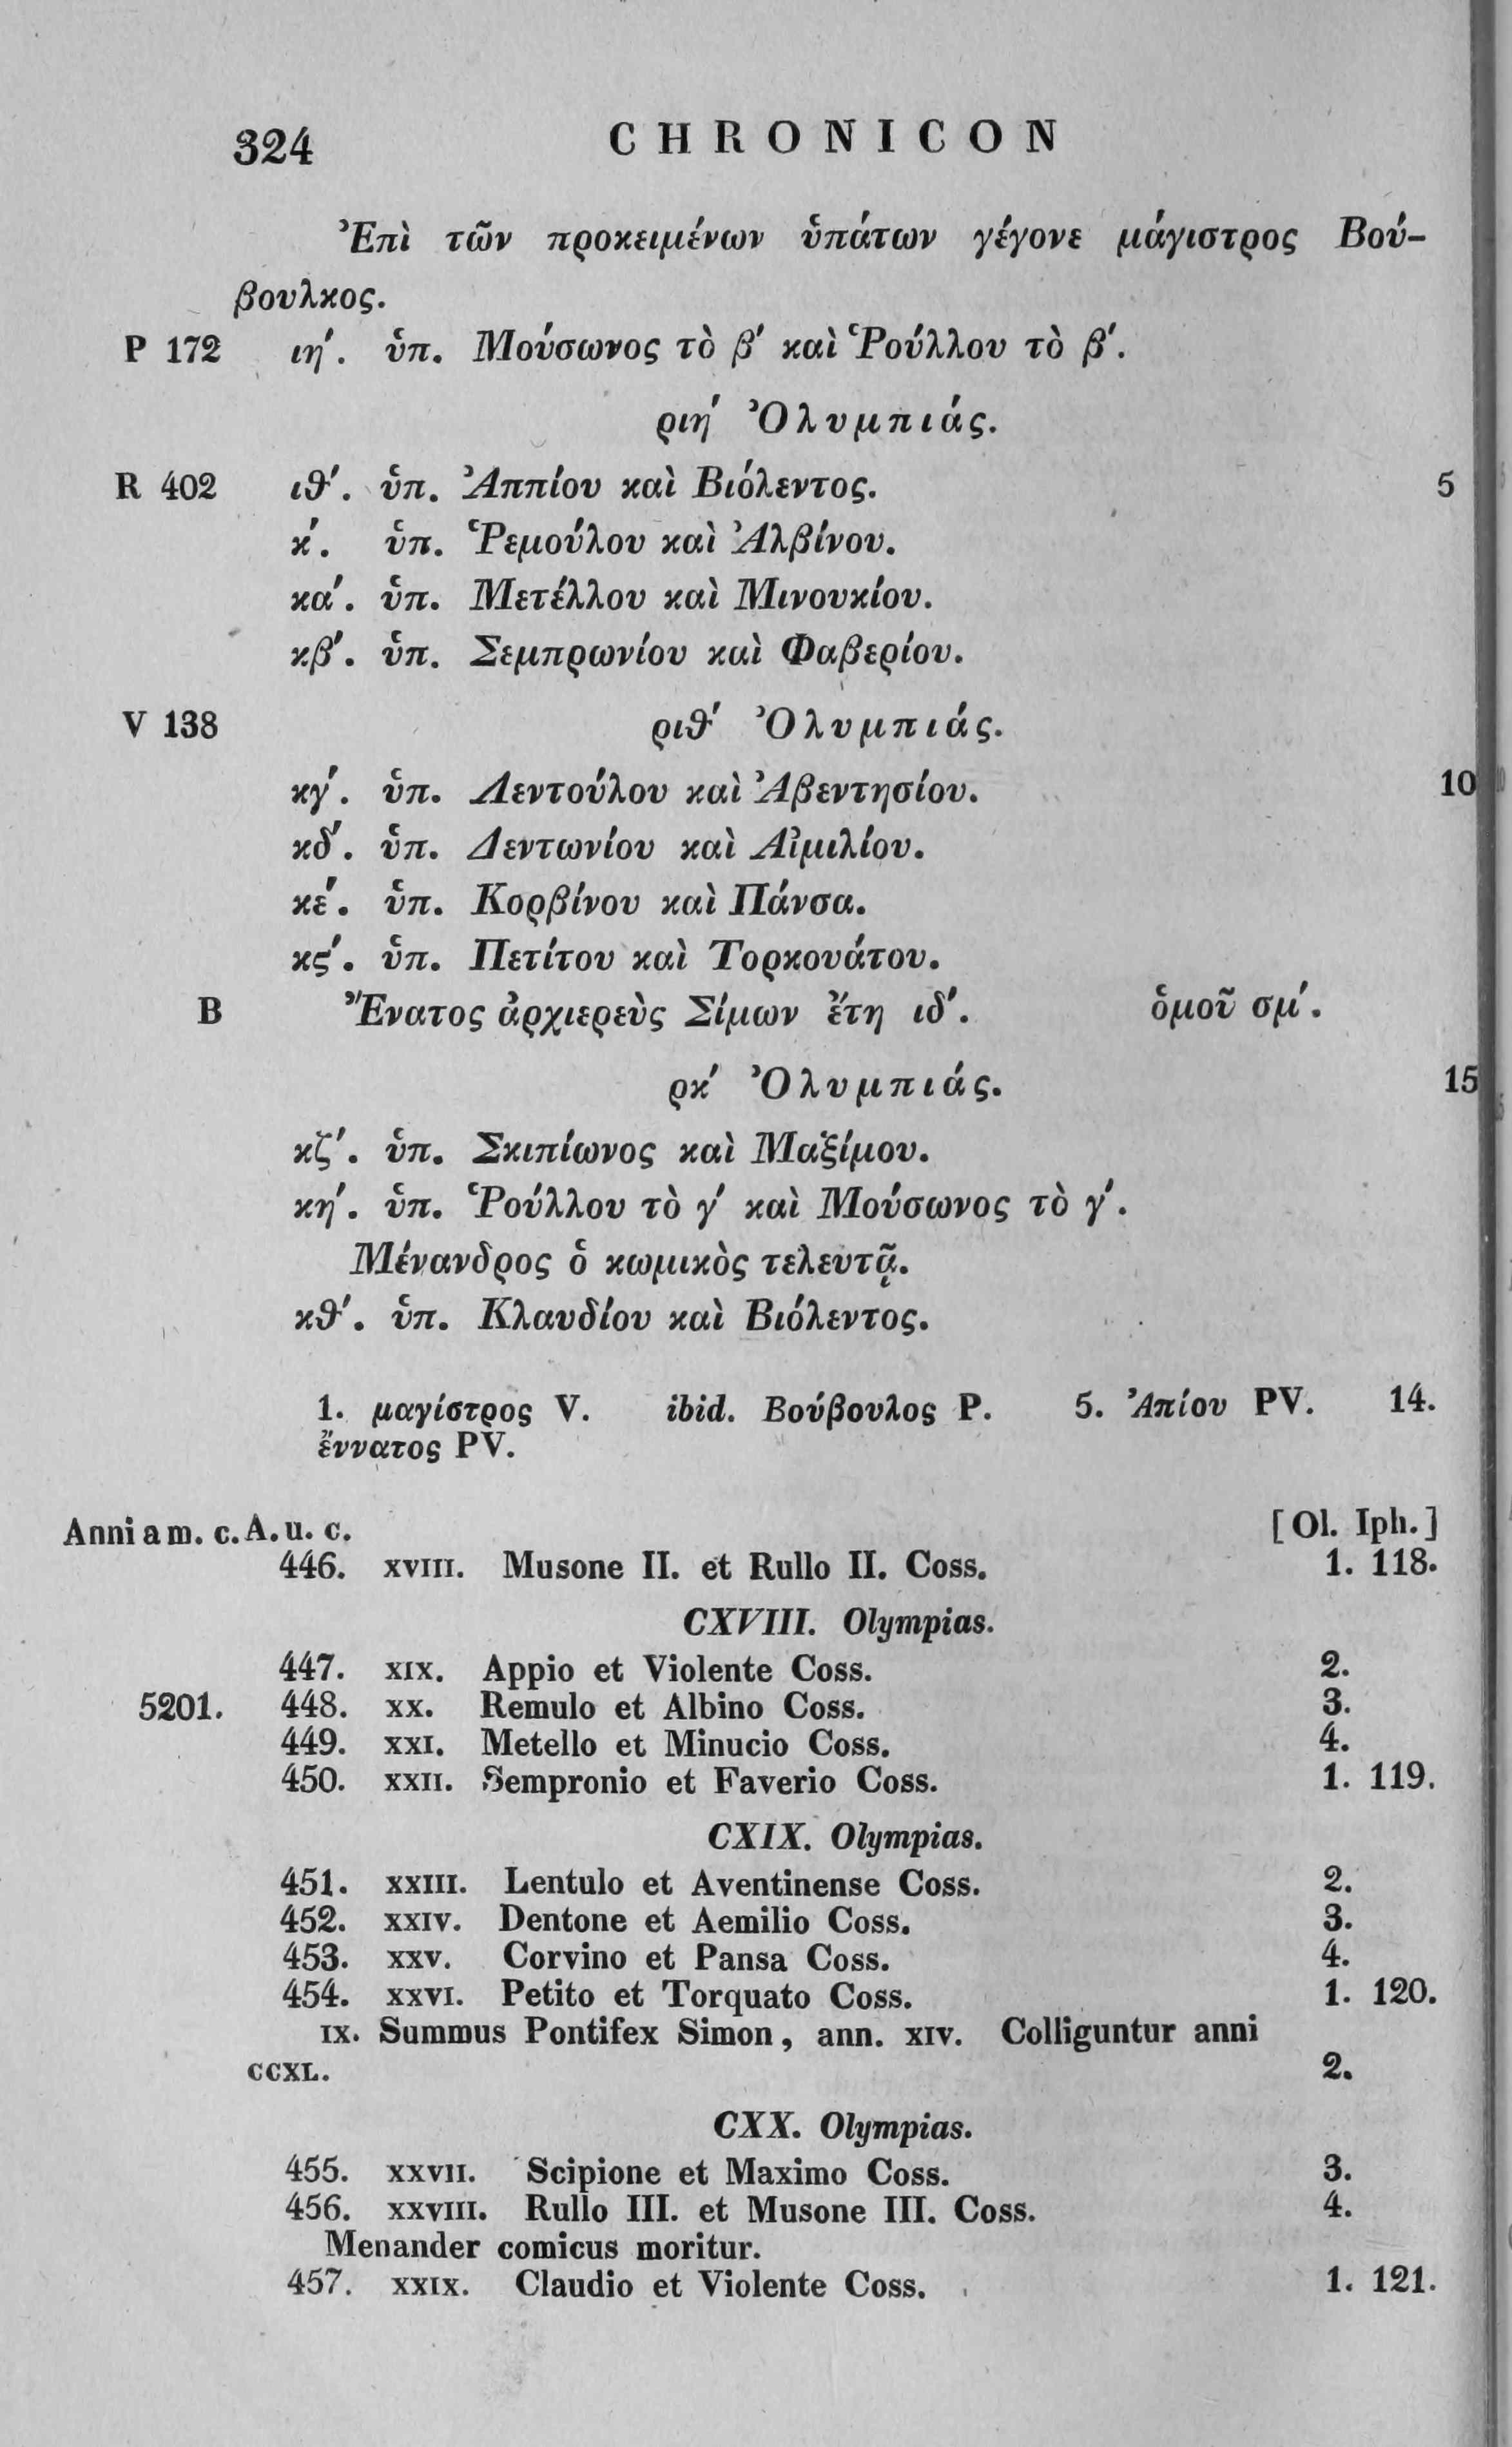 324 CHRONICON
Ἐπὶ τῶν προκειμένων ὑπάτων γέγονε μάγιστρος Βού-
βουλκος.
P 172 ιη′. ὑπ. Μούσωνος τὸ β′ καὶ Ῥούλλου τὸ β′.
ριη′ Ὀλυμπιάς.
R 402 ιθ′. ὑπ. Ἀππίου καὶ Βιόλεντος. 5
κ′. ὑπ. Ῥεμούλου καὶ Ἀλβίνου.
κα′. ὑπ. Μετέλλου καὶ Μινουκίου.
κβ′. ὑπ. Σεμπρωνίου καὶ Φαβερίου.
V 138 ριθ′ Ὀλυμπιάς.
κγ′. ὑπ. Λεντούλου καὶ Ἀβεντησίου. 10
κδ′. ὑπ. Δεντωνίου καὶ Αἰμιλίου.
κε′. ὑπ. Κορβίνου καὶ Πάνσα.
κς′. ὑπ. Πετίτου καὶ Τορκουάτου.
B Ἔνατος ἀρχιερεὺς Σίμων ἔτη ιδ′. ὁμοῦ σμ′.
ρκ′ Ὀλυμπιάς. 15
κζ′. ὑπ. Σκιπίωνος καὶ Μαξίμου.
κη′. ὑπ. Ῥούλλου τὸ γ′ καὶ Μούσωνος τὸ γ′.
Μένανδρος ὁ κωμικὸς τελευτᾷ.
κθ′. ὑπ. Κλαυδίου καὶ Βιόλεντος.
1. μαγίστρος V. ibid. Βούβουλος P. 5. Ἀπίου PV. 14.
ἔννατος PV.
Anni a m. c. A. u. c. [Ol. Iph.]
446. XVIII. Musone II. et Rullo II. Coss. 1. 118.
CXVIII. Olympias.
447. XIX. Appio et Violente Coss. 2.
5201. 448. XX. Remulo et Albino Coss. 3.
449. XXI. Metello et Minucio Coss. 4.
450. XXII. Sempronio et Faverio Coss. 1. 119.
CXIX. Olympias.
451. XXIII. Lentulo et Aventinense Coss. 2.
452. XXIV. Dentone et Aemilio Coss. 3.
453. XXV. Corvino et Pansa Coss. 4.
454. XXVI. Petito et Torquato Coss. 1. 120.
IX. Summus Pontifex Simon, ann. XIV. Colliguntur anni
CCXL. 2.
CXX. Olympias.
455. XXVII. Scipione et Maximo Coss. 3.
456. XXVIII. Rullo III. et Musone III. Coss. 4.
Menander comicus moritur.
457. XXIX. Claudio et Violente Coss. 1. 121.